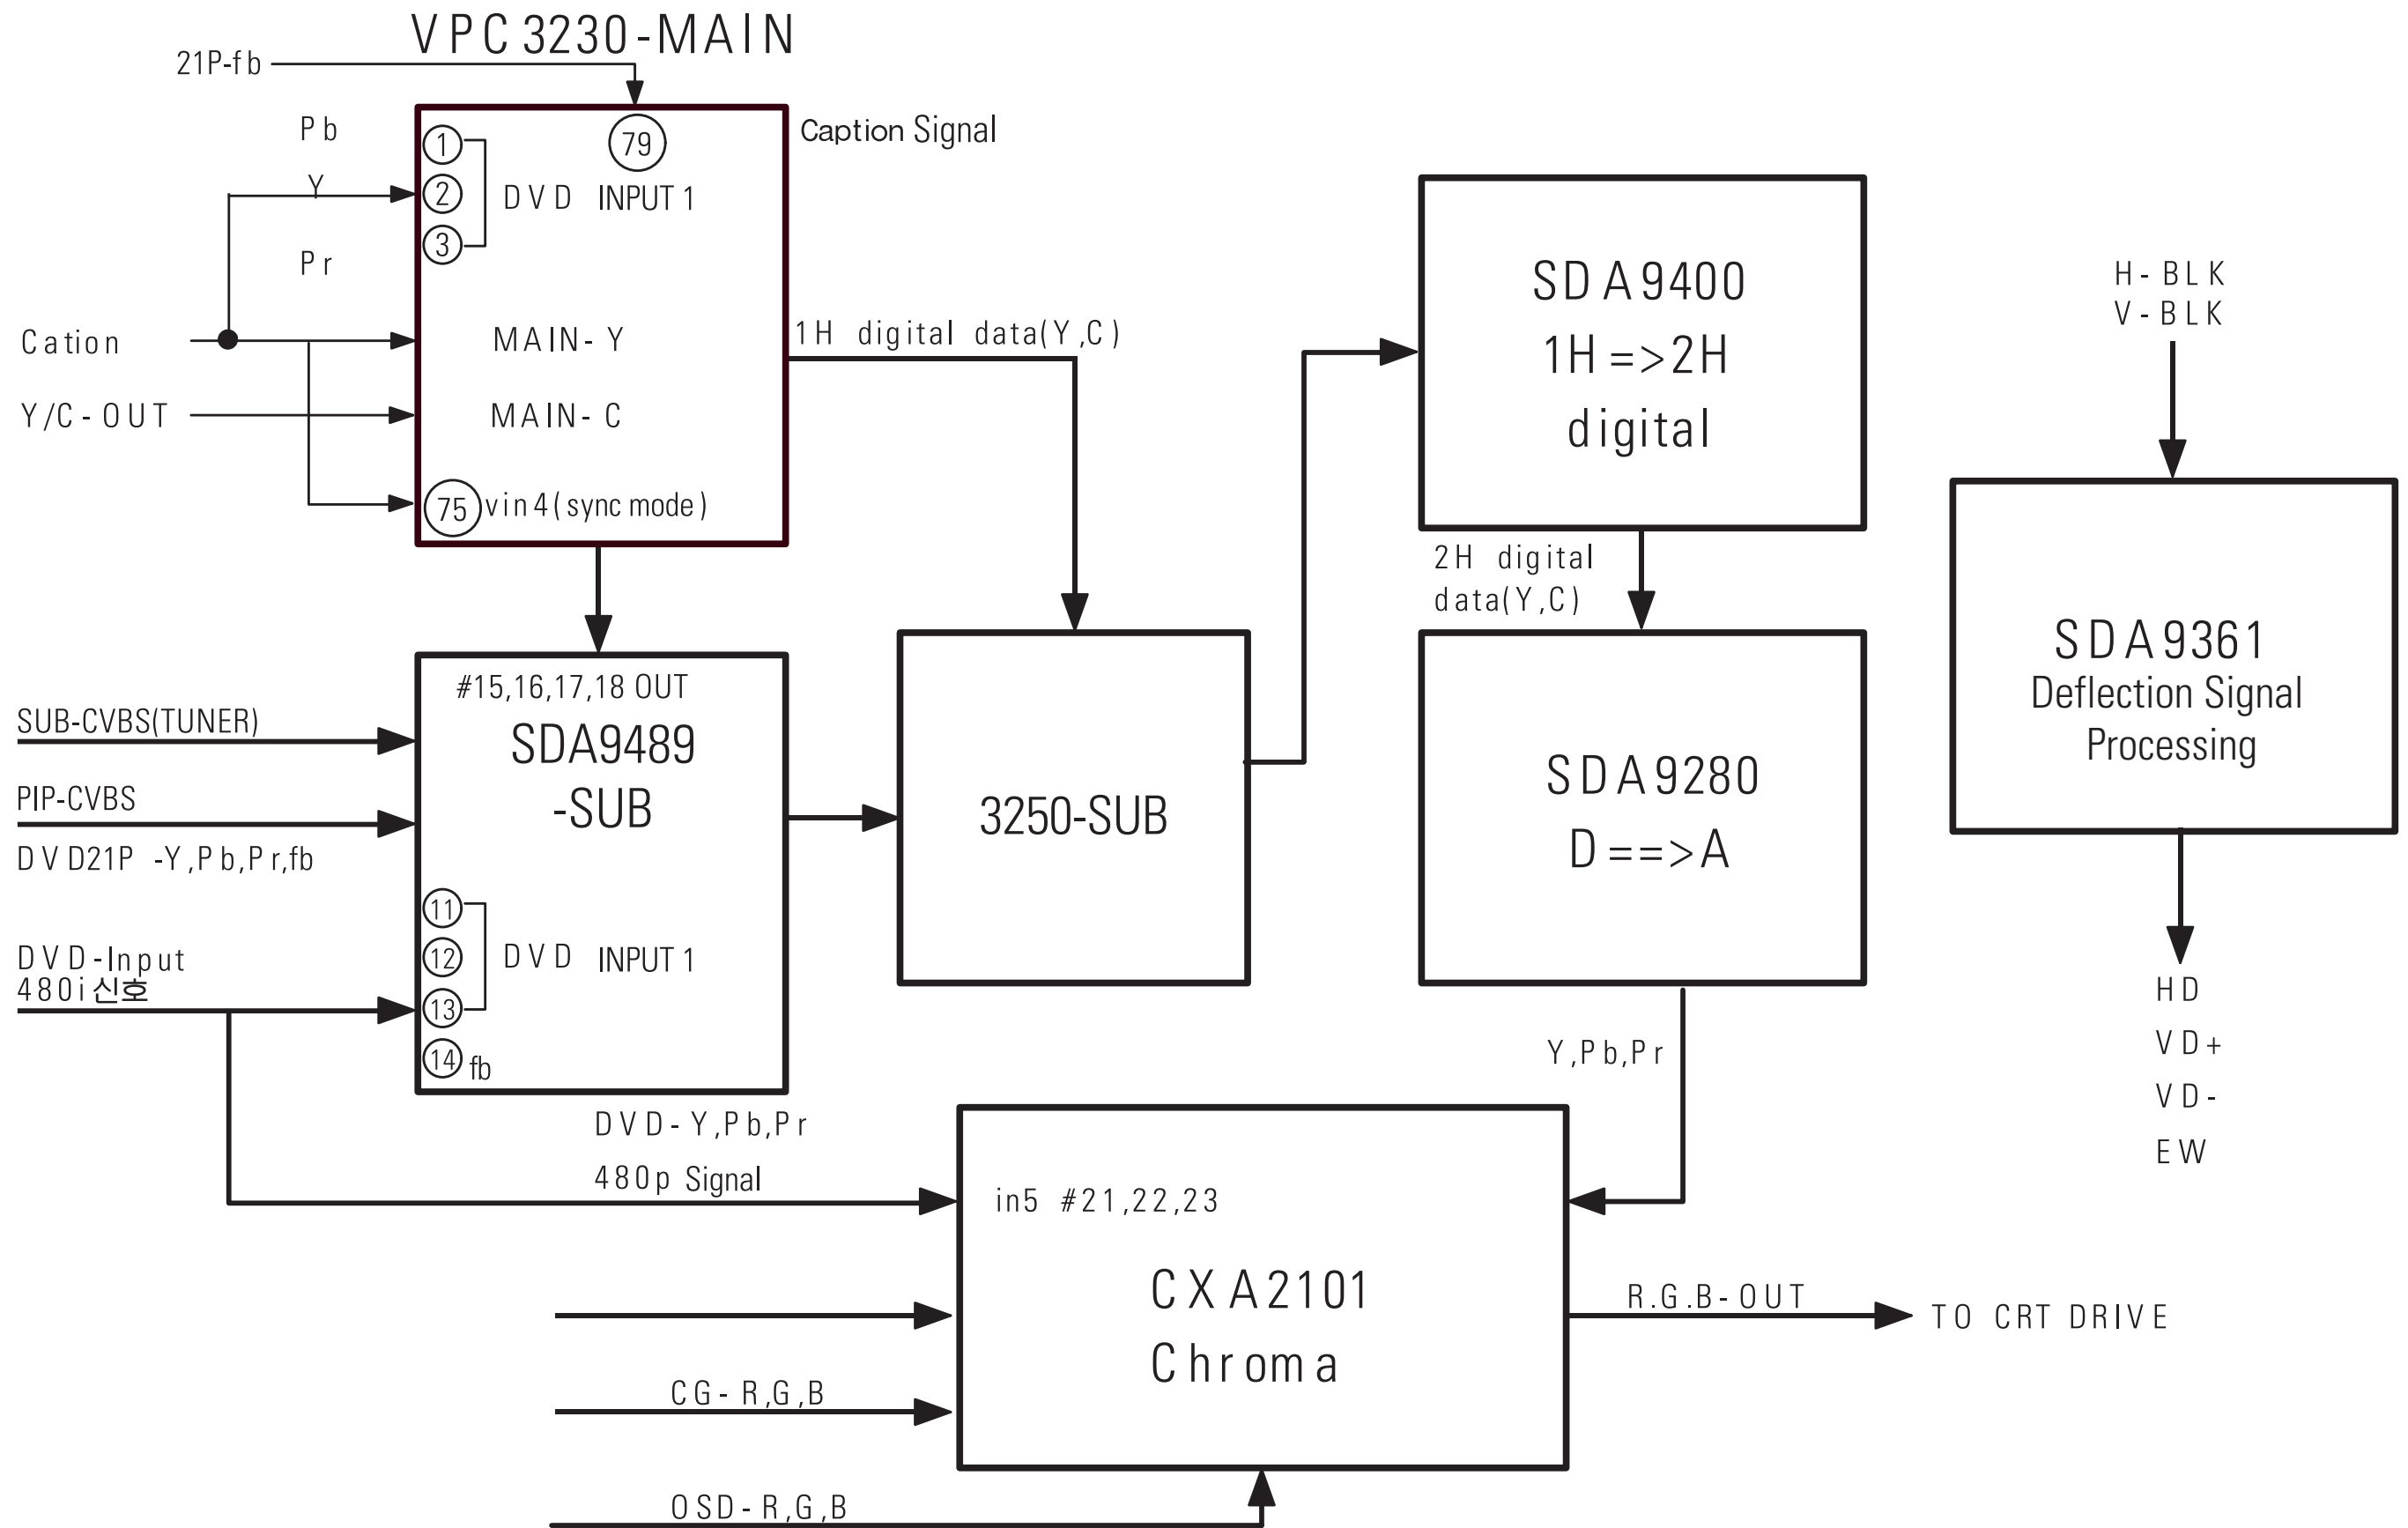 VPC3230-MAIN
21P-fb
Pb
Y
Pr
1
2
3
79
DVD INPUT 1
Caption Signal
Cation
MAIN-Y
1H digital data(Y,C)
Y/C-OUT
MAIN-C
75
vin4(sync mode)
SDA9400
1H=>2H
digital
H-BLK
V-BLK
2H digital
data(Y,C)
#15,16,17,18 OUT
SDA9489
-SUB
SUB-CVBS(TUNER)
PIP-CVBS
DVD21P -Y,Pb,Pr,fb
11
12
13
14 fb
DVD INPUT 1
DVD-Input
480i신호
3250-SUB
SDA9280
D==>A
SDA9361
Deflection Signal
Processing
HD
VD+
VD-
EW
Y,Pb,Pr
DVD-Y,Pb,Pr
480p Signal
in5 #21,22,23
CXA2101
Chroma
R.G.B-OUT
TO CRT DRIVE
CG-R,G,B
OSD-R,G,B